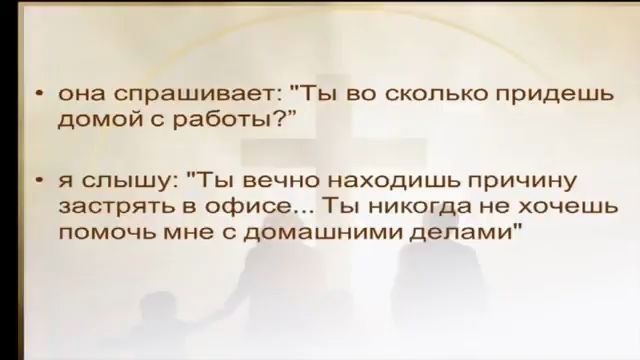 • она спрашивает: "Ты во сколько придешь
домой с работы?”
• я слышу: "Ты вечно находишь причину
застрять в офисе... Ты никогда не хочешь
помочь мне с домашними делами"